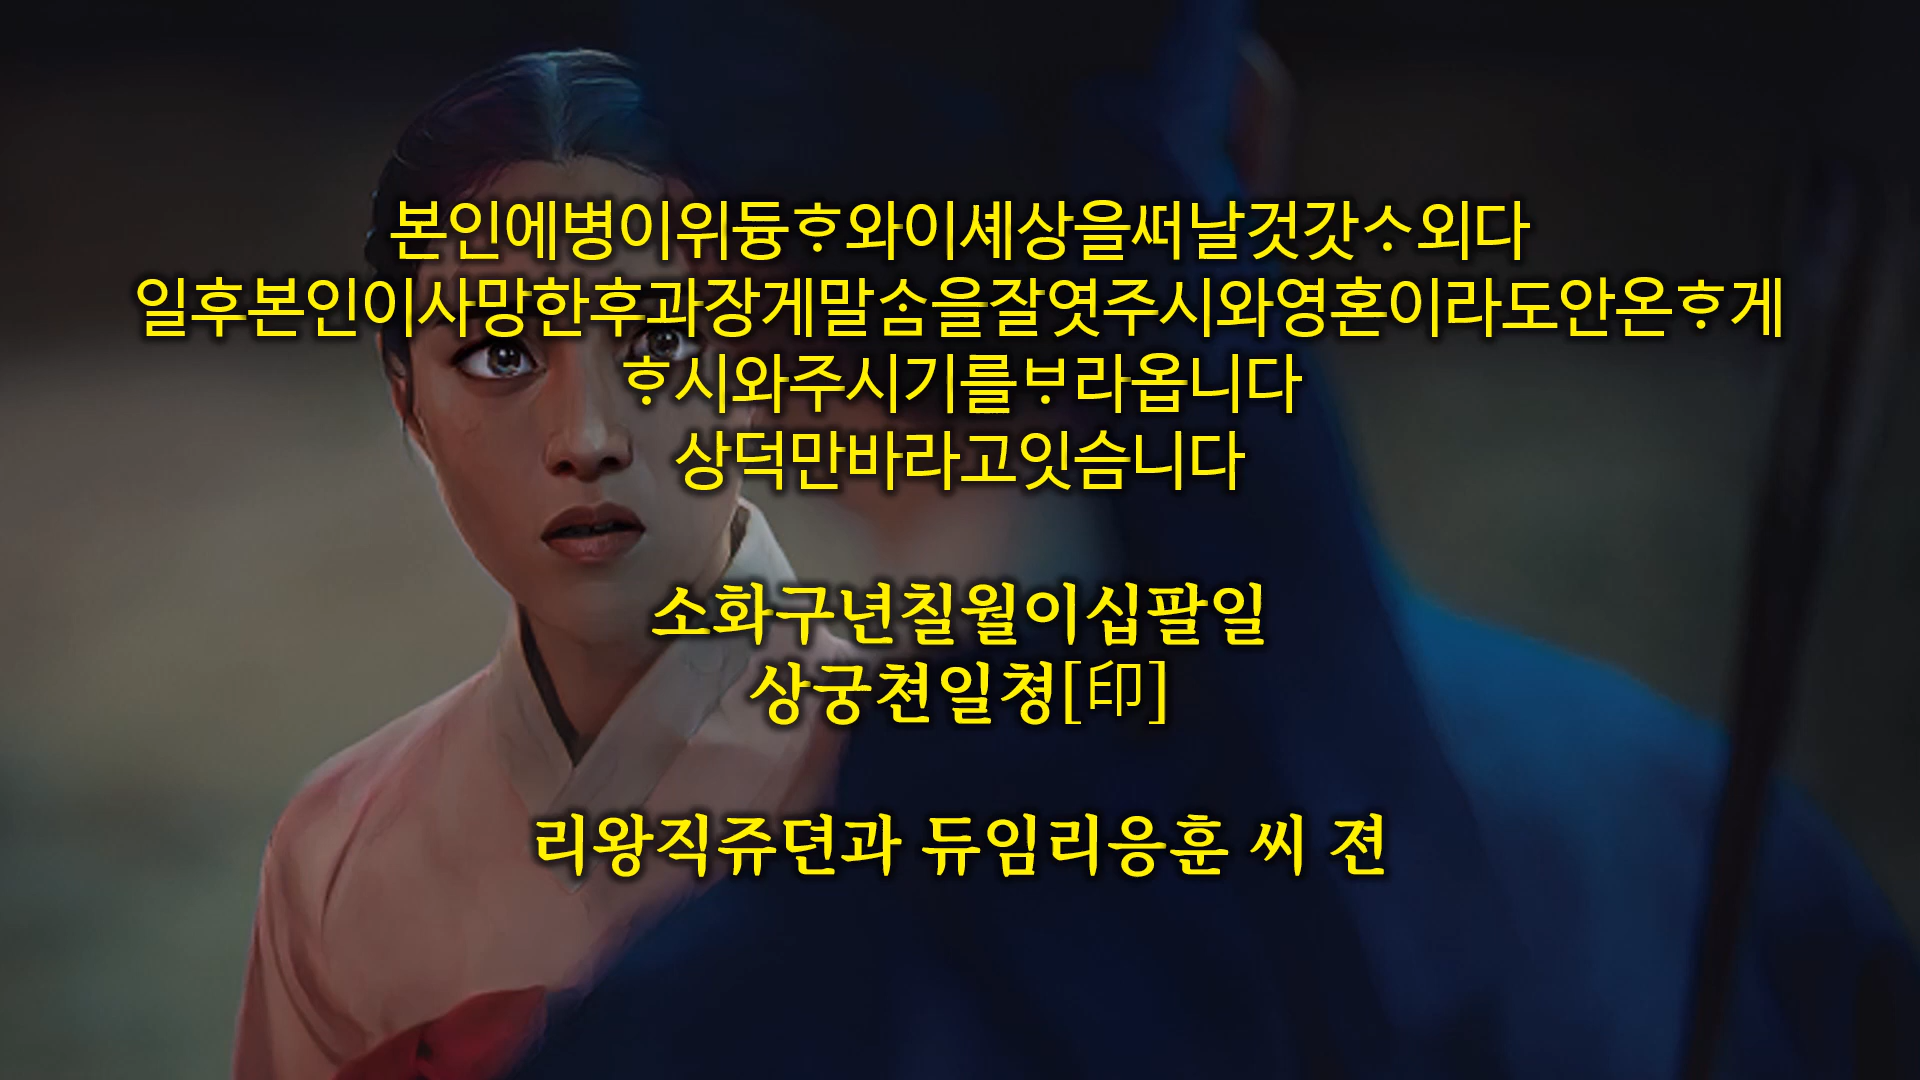 본인에병이위듕ᄒᆞ와이셰상을써날것갓ᄉᆞ외다
일후본인이사망한후과장게말ᄉᆞᆷ을잘엿주시와영혼이라도안온ᄒᆞ게
ᄒᆞ시와주시기를ᄇᆞ라옵니다
상덕만바라고잇슴니다
소화구년칠월이십팔일
상궁쳔일쳥[印]
리왕직쥬뎐과 듀임리응훈 씨 젼